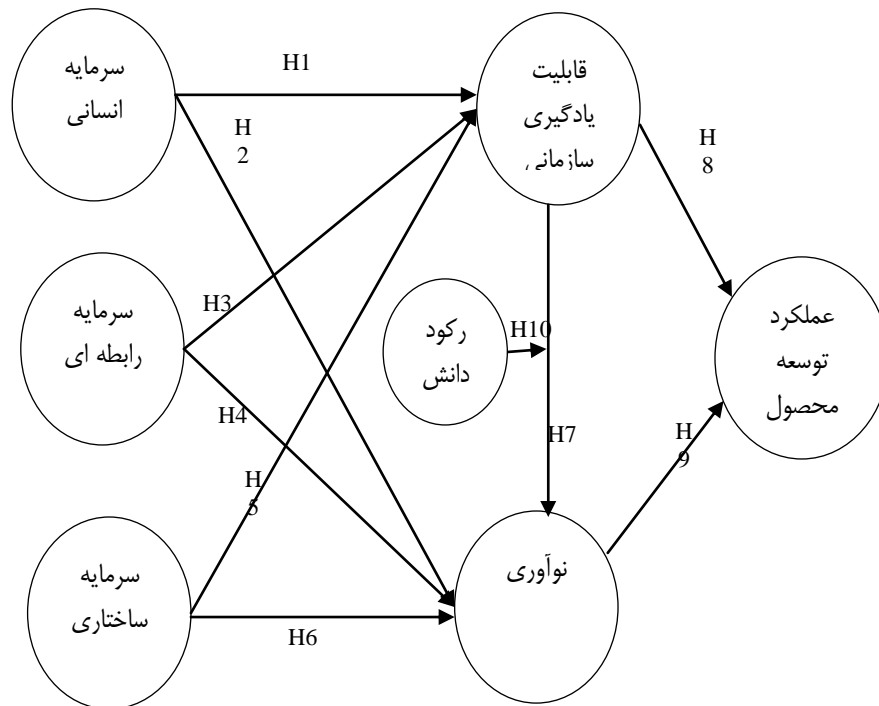 سرمایه
انسانی
H1
H
2
قابلیت
یادگیری
سازمانی
H
8
سرمایه
رابطه ای
H3
H4
رکود
دانش
H10
H7
عملکرد
توسعه
محصول
H
9
H
5
سرمایه
ساختاری
H6
نوآوری